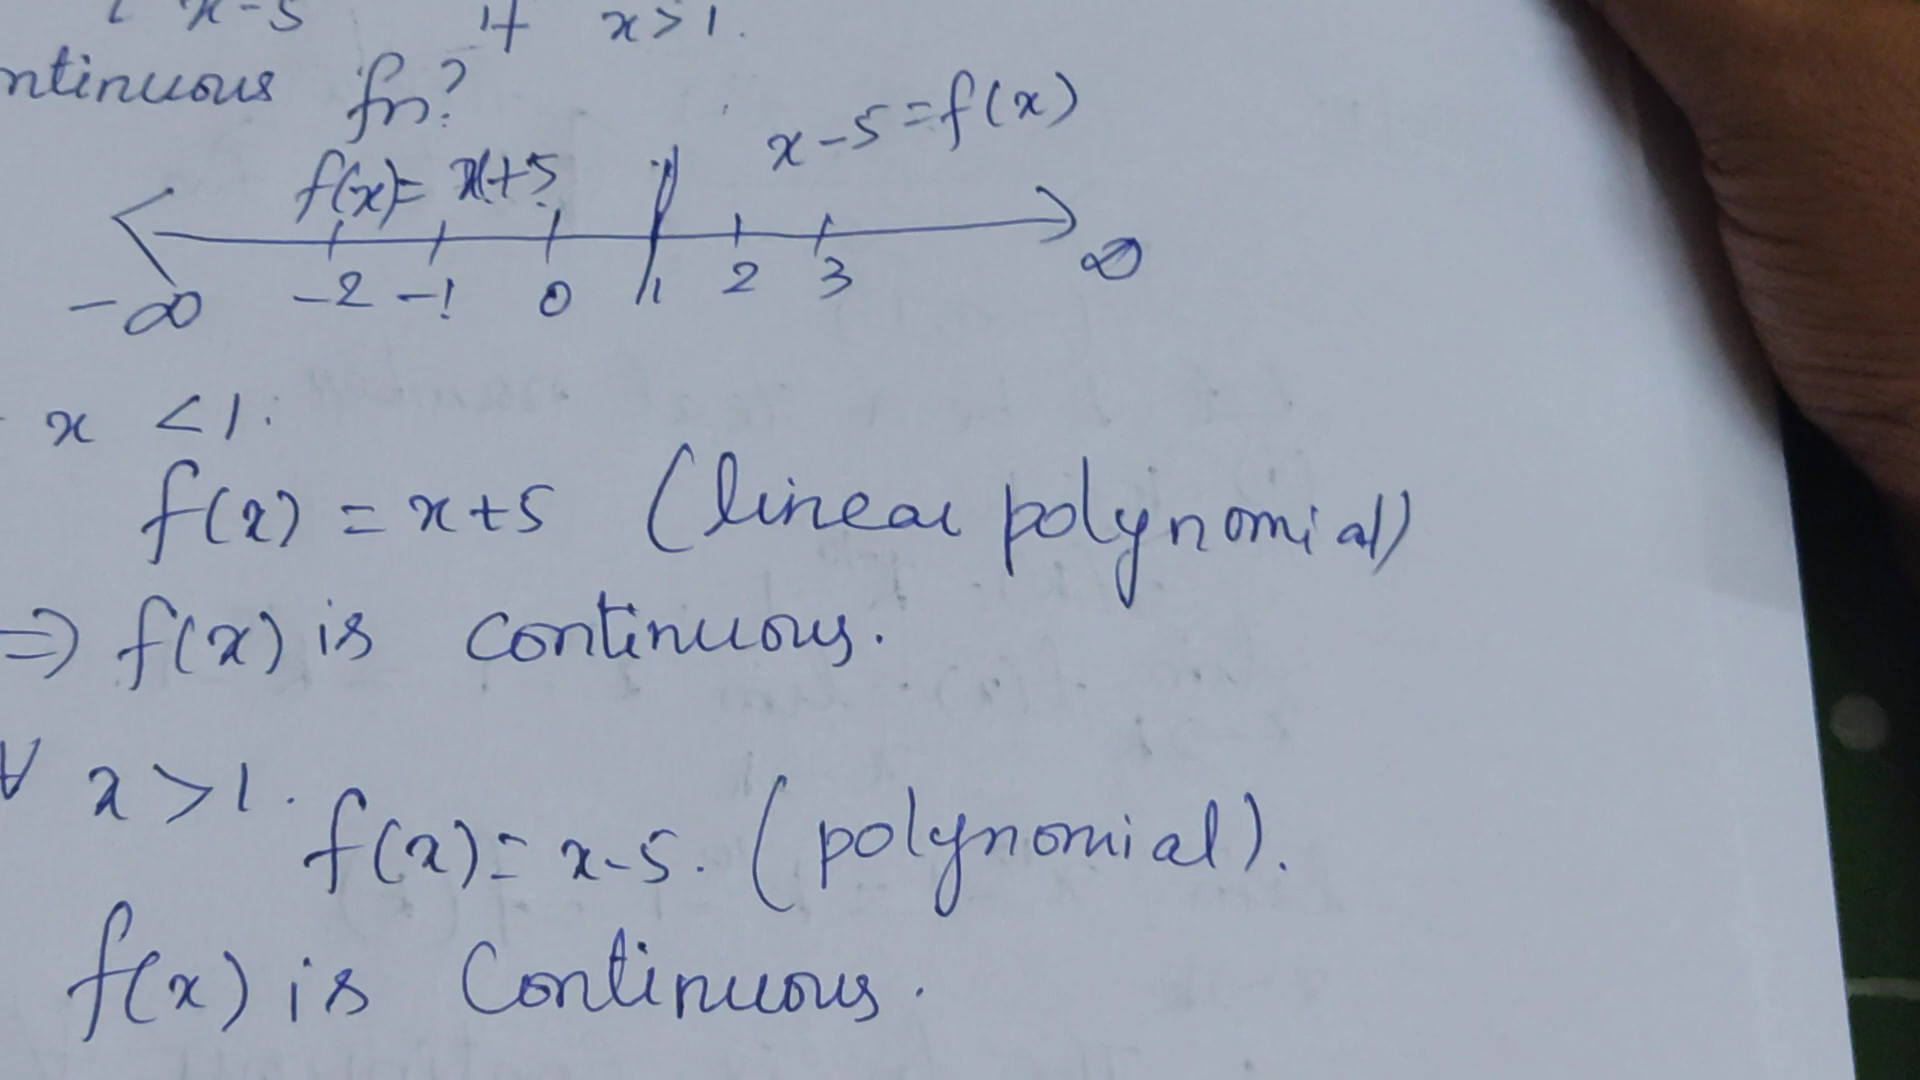 x-5 if x>1.
ntinuous fn?
f(x)= x+5 x-5=f(x)
-∞ -2 -1 0 1 2 3 ∞
x <1.
f(x) = x+5 (linear polynomial)
⇒ f(x) is continuous.
∀ x>1.
f(x)= x-5. (polynomial).
f(x) is Continuous.